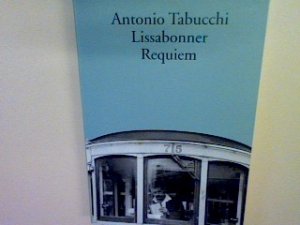 Antonio Tabucchi
Lissabonner
Requiem
715